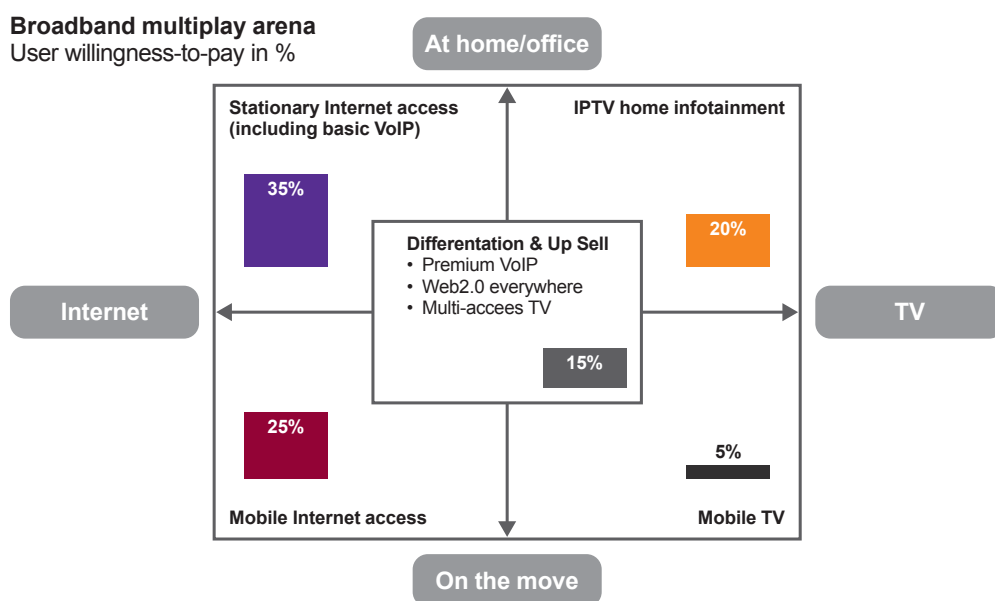 Broadband multiplay arena
User willingness-to-pay in %
At home/office
Stationary Internet access
(including basic VoIP)
IPTV home infotainment
35%
20%
Differentation & Up Sell
• Premium VoIP
• Web2.0 everywhere
• Multi-accees TV
15%
Internet
TV
25%
5%
Mobile Internet access
Mobile TV
On the move